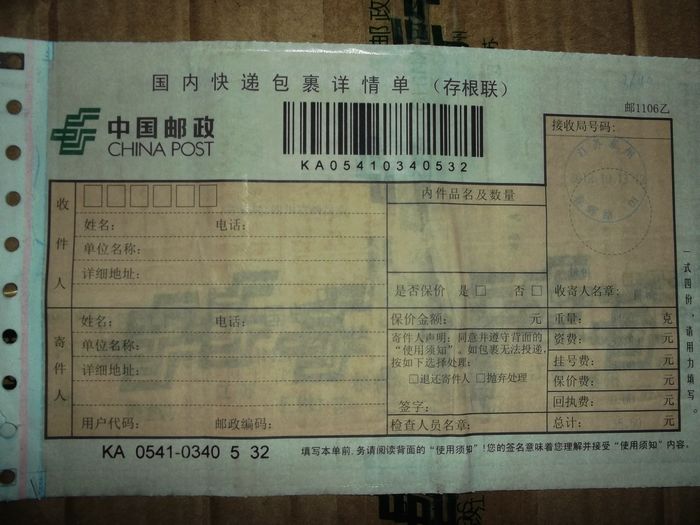 国内快递包裹详情单(存根联)
中国邮政
CHINA POST
KA05410340532
邮1106乙
接收局号码:
收件人
姓名: 电话:
单位名称:
详细地址:
内件品名及数量
是否保价 是□ 否□
收寄人名章:
寄件人
姓名: 电话:
单位名称:
详细地址:
用户代码: 邮政编码:
保价金额: 元
寄件人声明:同意并遵守背面的
“使用须知”。如包裹无法投递,
按如下选择处理:
□退还寄件人 □抛弃处理
签字:
检查人员名章:
重量: 克
资费: 元
挂号费: 元
保价费: 元
回执费: 元
总计: 元
一式四份,请用力填写。
KA 0541-0340 5 32
填写本单前,务请阅读背面的“使用须知”!您的签名意味着您理解并接受“使用须知”内容。